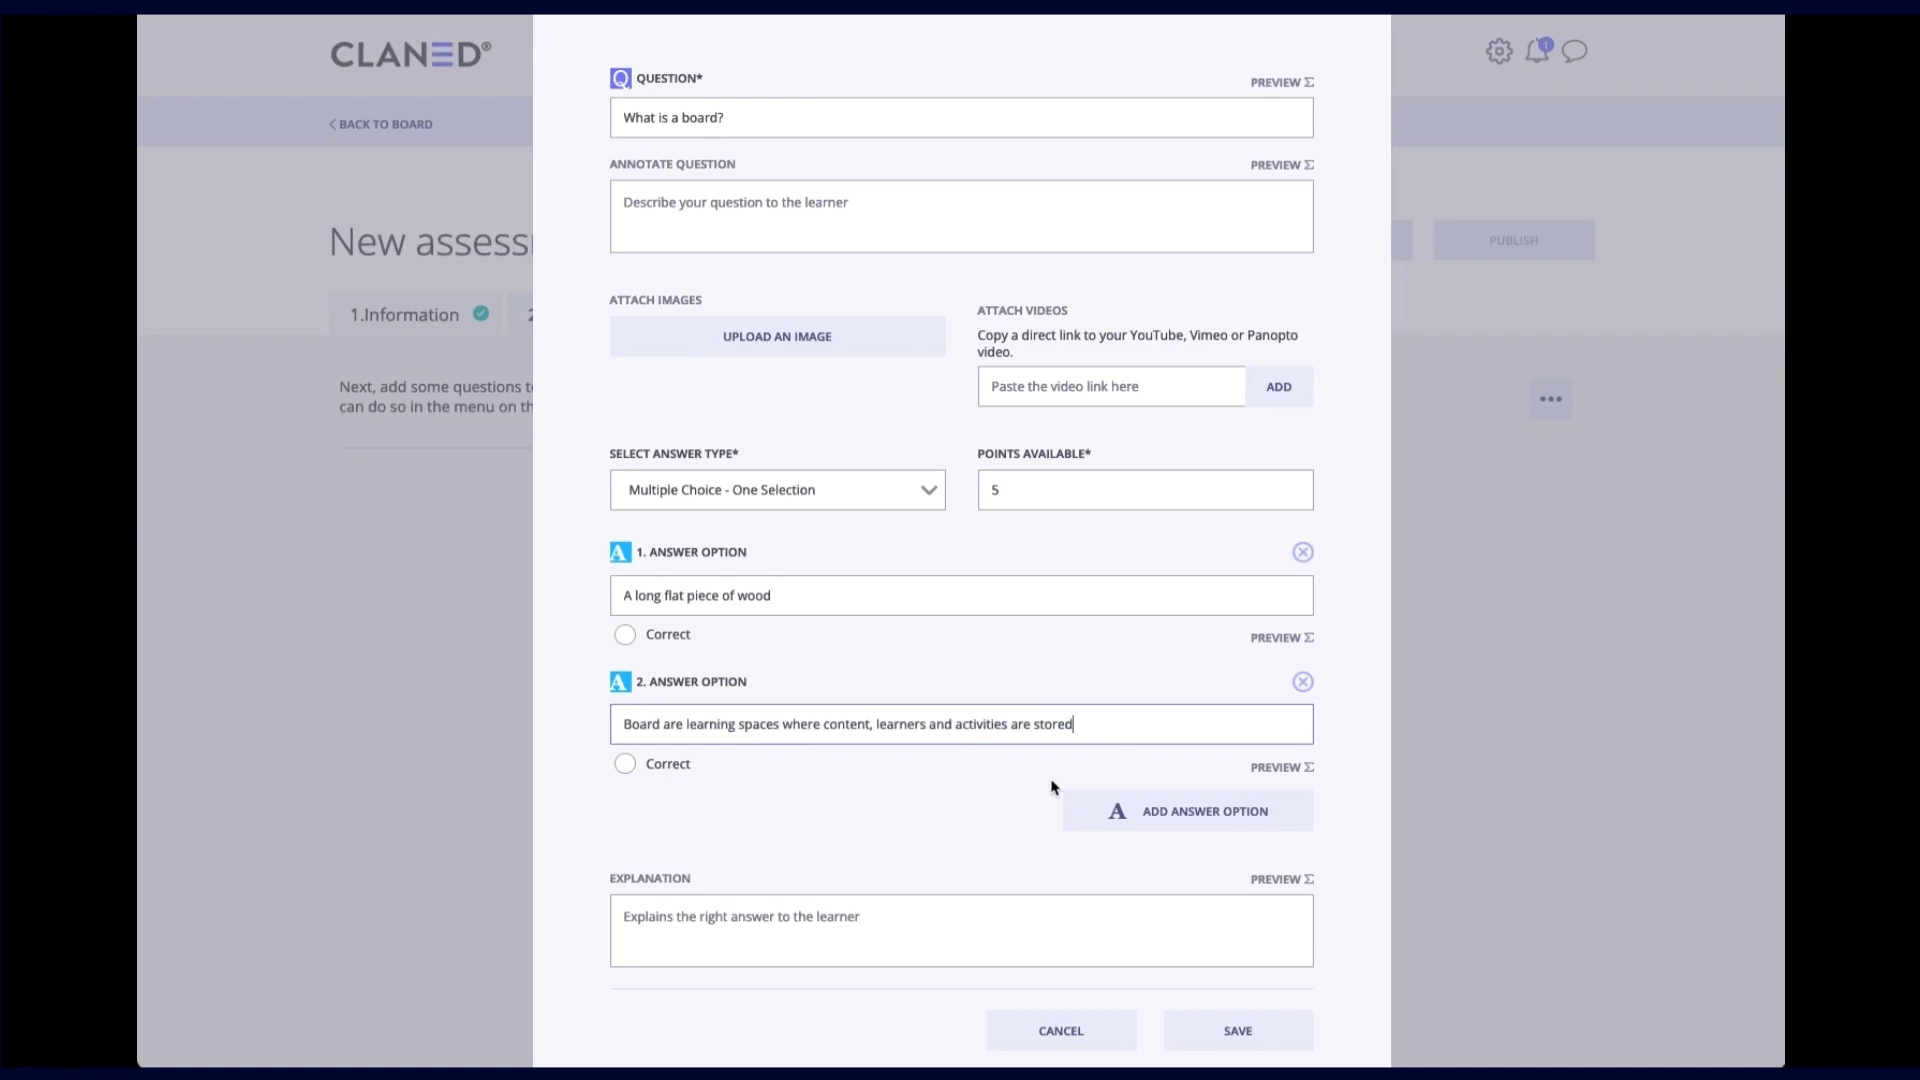 CLANED®
1
BACK TO BOARD
New assess
PUBLISH
1.Information
2
Next, add some questions t
can do so in the menu on th
Q QUESTION*
PREVIEW Σ
What is a board?
ANNOTATE QUESTION
PREVIEW Σ
Describe your question to the learner
ATTACH IMAGES
UPLOAD AN IMAGE
ATTACH VIDEOS
Copy a direct link to your YouTube, Vimeo or Panopto
video.
Paste the video link here
ADD
SELECT ANSWER TYPE*
POINTS AVAILABLE*
Multiple Choice - One Selection
5
A 1. ANSWER OPTION
A long flat piece of wood
Correct
PREVIEW Σ
A 2. ANSWER OPTION
Board are learning spaces where content, learners and activities are stored
Correct
PREVIEW Σ
A ADD ANSWER OPTION
EXPLANATION
PREVIEW Σ
Explains the right answer to the learner
CANCEL
SAVE